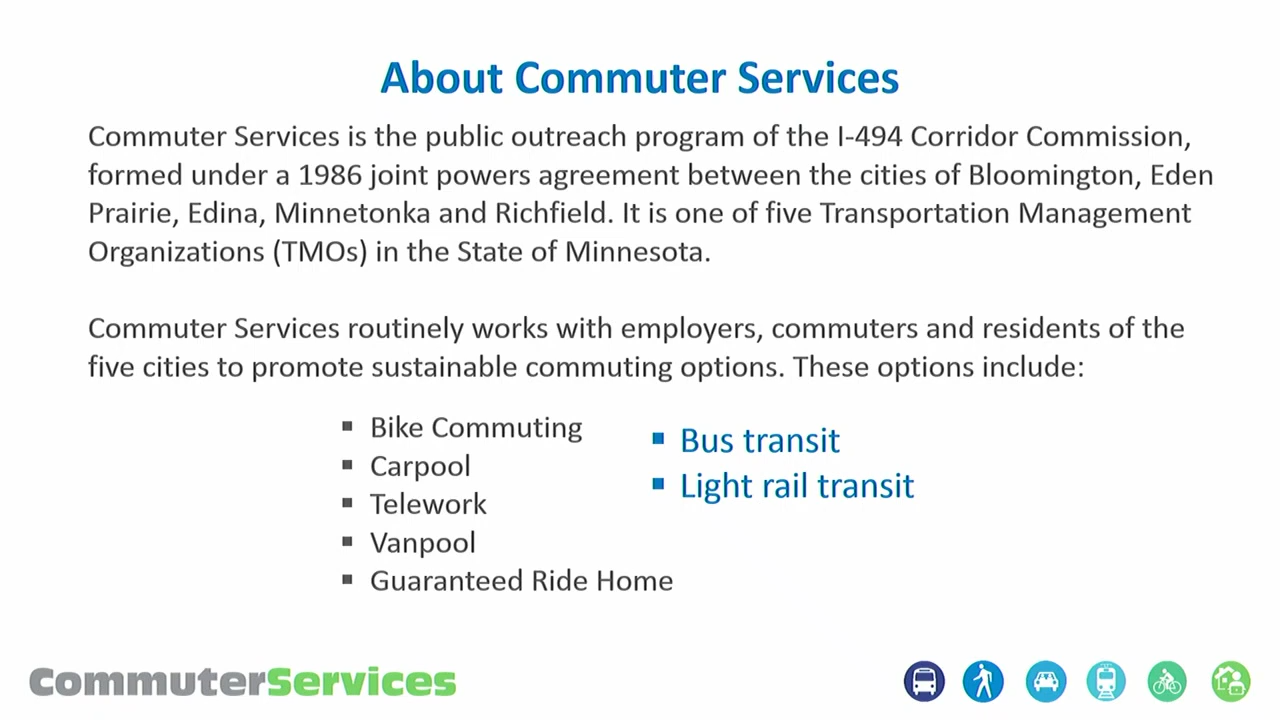 About Commuter Services
Commuter Services is the public outreach program of the I-494 Corridor Commission,
formed under a 1986 joint powers agreement between the cities of Bloomington, Eden
Prairie, Edina, Minnetonka and Richfield. It is one of five Transportation Management
Organizations (TMOs) in the State of Minnesota.
Commuter Services routinely works with employers, commuters and residents of the
five cities to promote sustainable commuting options. These options include:
▪ Bike Commuting
▪ Carpool
▪ Telework
▪ Vanpool
▪ Guaranteed Ride Home
▪ Bus transit
▪ Light rail transit
CommuterServices